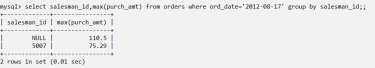 mysql> select salesman_id,max(purch_amt) from orders where ord_date='2012-08-17' group by salesman_id;;
+-------------+----------------+
| salesman_id | max(purch_amt) |
+-------------+----------------+
| NULL | 110.5 |
| 5007 | 75.29 |
+-------------+----------------+
2 rows in set (0.01 sec)